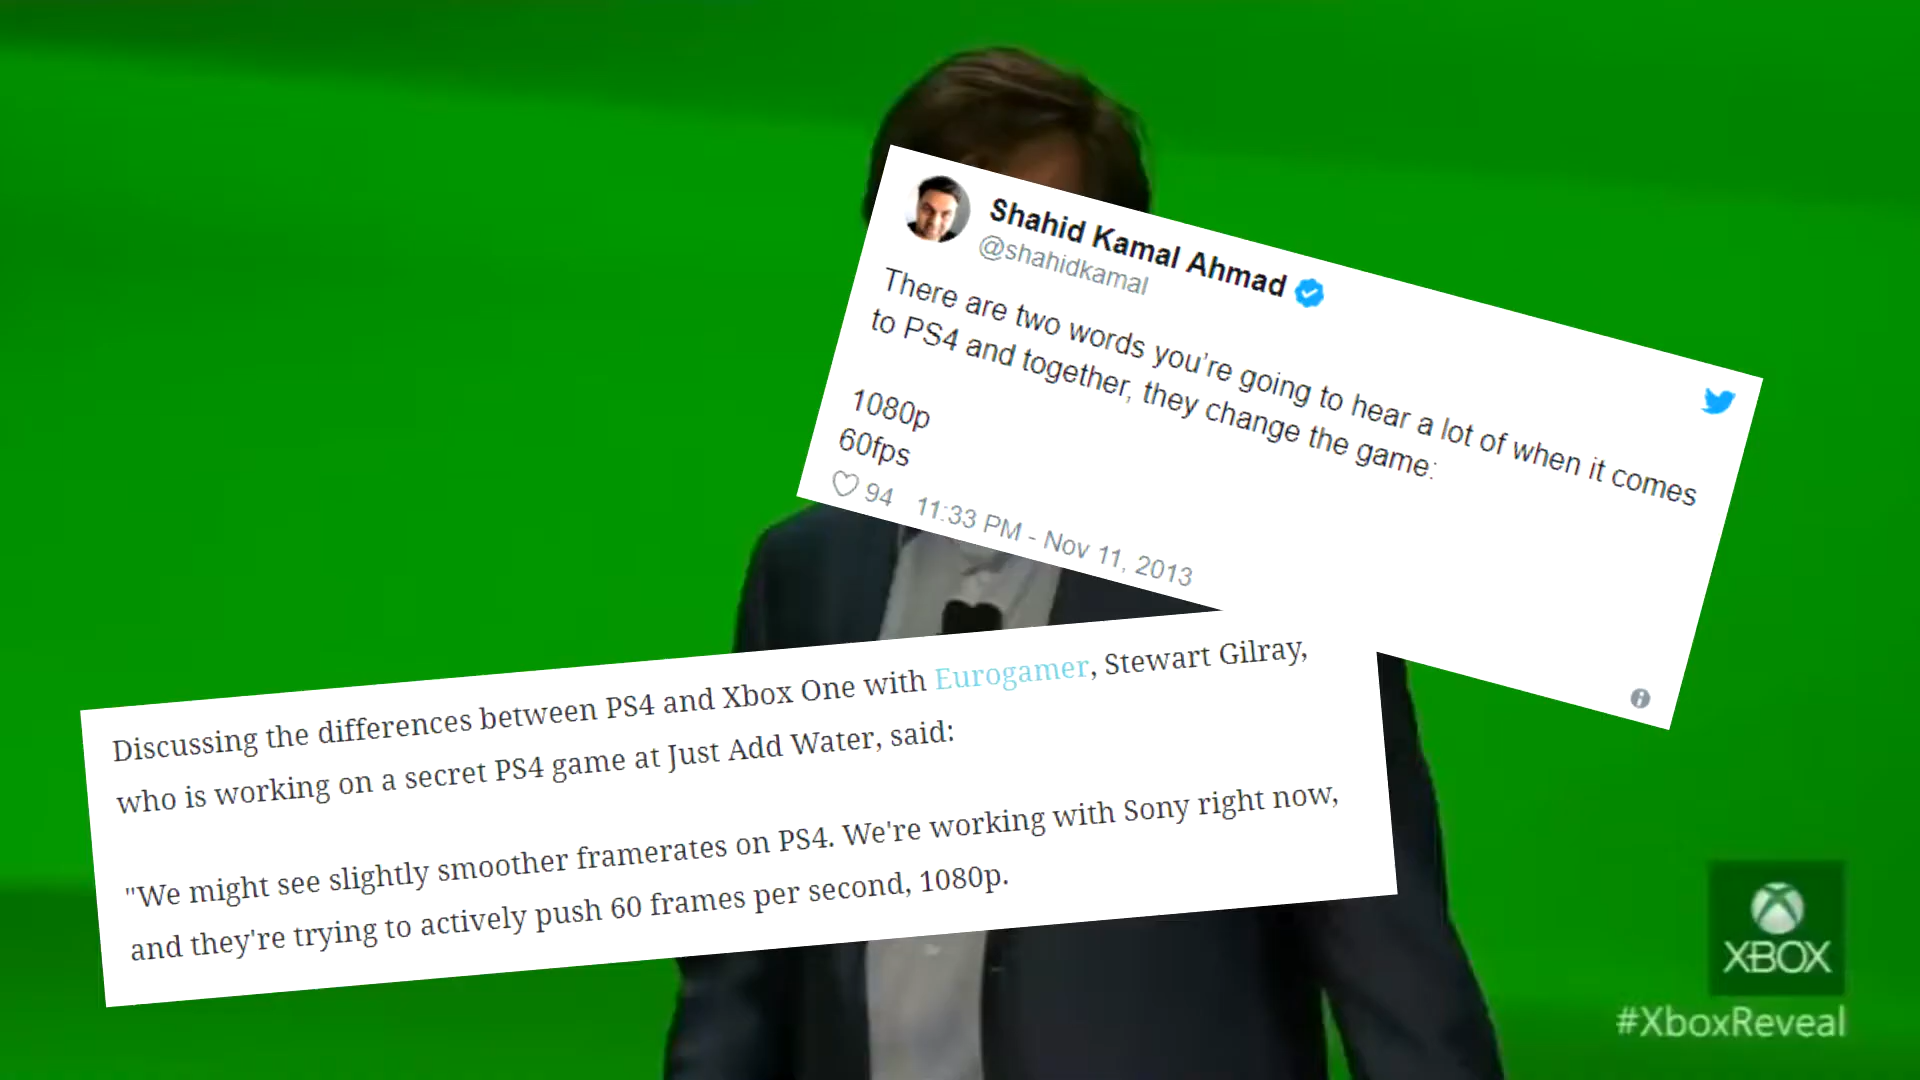 Shahid Kamal Ahmad
@shahidkamal
There are two words you're going to hear a lot of when it comes
to PS4 and together, they change the game:
1080p
60fps
94 11:33 PM - Nov 11, 2013
Discussing the differences between PS4 and Xbox One with Eurogamer, Stewart Gilray,
who is working on a secret PS4 game at Just Add Water, said:
"We might see slightly smoother framerates on PS4. We're working with Sony right now,
and they're trying to actively push 60 frames per second, 1080p.
XBOX
#XboxReveal